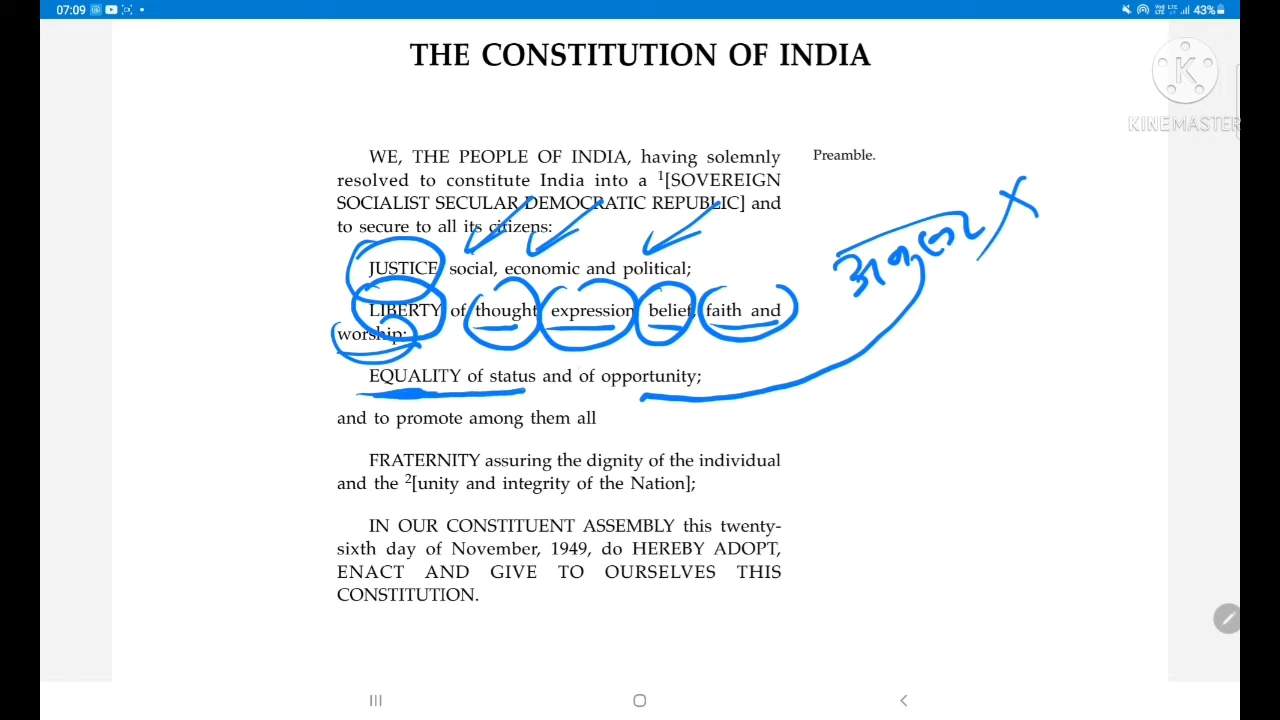 07:09
43%
THE CONSTITUTION OF INDIA
KINEMASTER
WE, THE PEOPLE OF INDIA, having solemnly
Preamble.
resolved to constitute India into a ¹[SOVEREIGN
SOCIALIST SECULAR DEMOCRATIC REPUBLIC] and
to secure to all its citizens:
JUSTICE, social, economic and political;
LIBERTY of thought, expression, belief, faith and
worship;
EQUALITY of status and of opportunity;
and to promote among them all
FRATERNITY assuring the dignity of the individual
and the ²[unity and integrity of the Nation];
IN OUR CONSTITUENT ASSEMBLY this twenty-
sixth day of November, 1949, do HEREBY ADOPT,
ENACT AND GIVE TO OURSELVES THIS
CONSTITUTION.